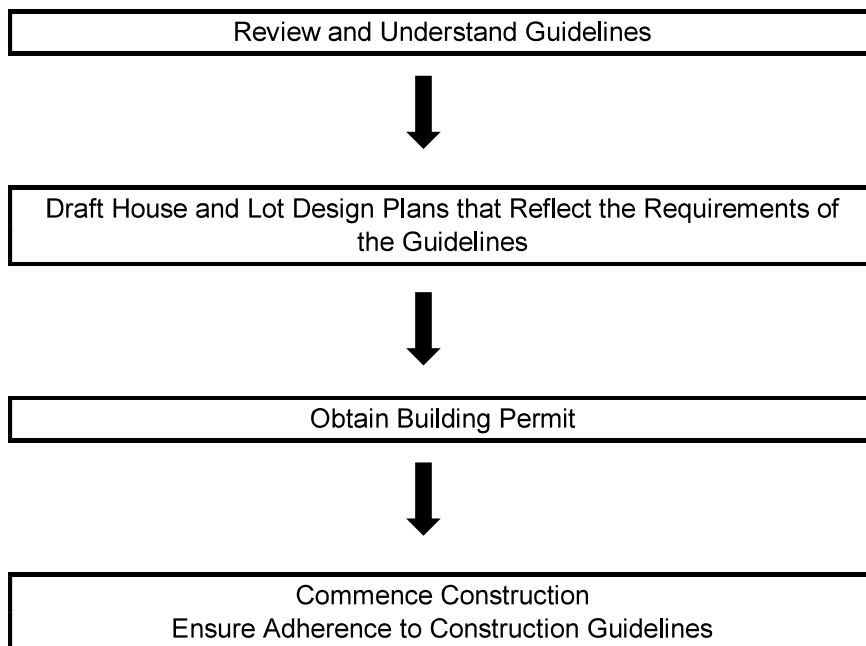 Review and Understand Guidelines
Draft House and Lot Design Plans that Reflect the Requirements of
the Guidelines
Obtain Building Permit
Commence Construction
Ensure Adherence to Construction Guidelines